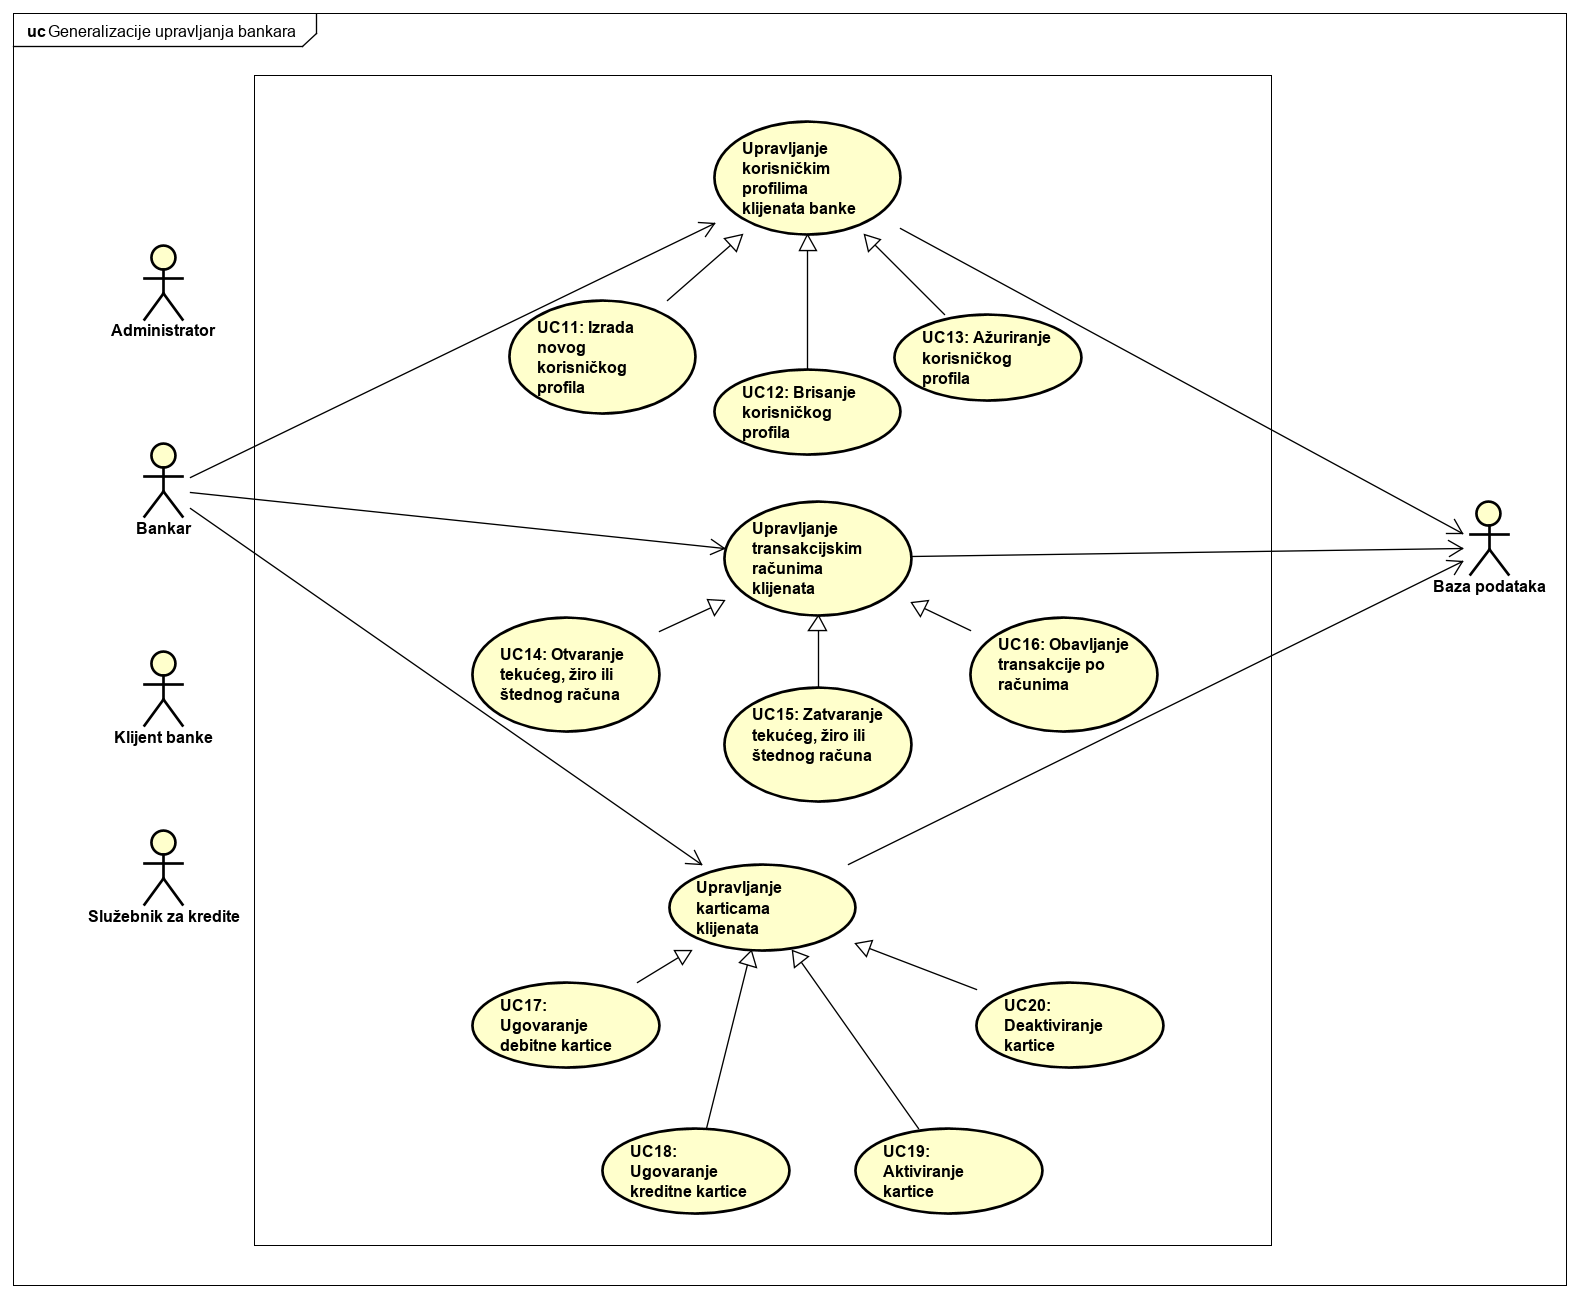 uc Generalizacije upravljanja bankara
Upravljanje
korisničkim
profilima
klijenata banke
Administrator
UC11: Izrada
novog
korisničkog
profila
UC12: Brisanje
korisničkog
profila
UC13: Ažuriranje
korisničkog
profila
Bankar
Upravljanje
transakcijskim
računima
klijenata
Baza podataka
UC14: Otvaranje
tekućeg, žiro ili
štednog računa
UC15: Zatvaranje
tekućeg, žiro ili
štednog računa
UC16: Obavljanje
transakcije po
računima
Klijent banke
Upravljanje
karticama
klijenata
Služebnik za kredite
UC17:
Ugovaranje
debitne kartice
UC20:
Deaktiviranje
kartice
UC18:
Ugovaranje
kreditne kartice
UC19:
Aktiviranje
kartice